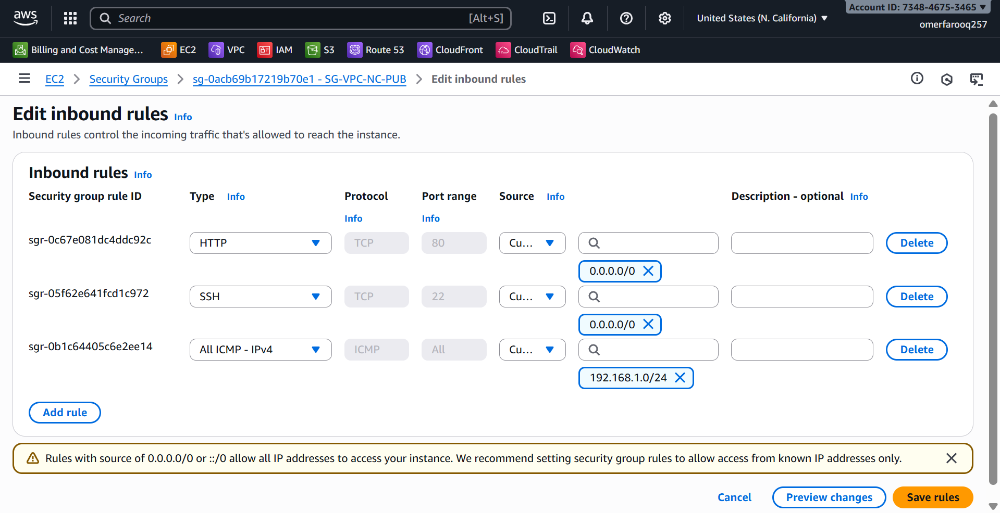 aws
Search [Alt+S]
United States (N. California)
Account ID: 7348-4675-3465
omerfarooq257
Billing and Cost Manage...
EC2
VPC
IAM
S3
Route 53
CloudFront
CloudTrail
CloudWatch
EC2 > Security Groups > sg-0acb69b17219b70e1 - SG-VPC-NC-PUB > Edit inbound rules
Edit inbound rules Info
Inbound rules control the incoming traffic that's allowed to reach the instance.
Inbound rules Info
Security group rule ID
Type Info
Protocol Info
Port range Info
Source Info
Description - optional Info
sgr-0c67e081dc4ddc92c HTTP TCP 80 Cu... Delete
0.0.0.0/0
sgr-05f62e641fcd1c972 SSH TCP 22 Cu... Delete
0.0.0.0/0
sgr-0b1c64405c6e2ee14 All ICMP - IPv4 ICMP All Cu... Delete
192.168.1.0/24
Add rule
Rules with source of 0.0.0.0/0 or ::/0 allow all IP addresses to access your instance. We recommend setting security group rules to allow access from known IP addresses only.
Cancel
Preview changes
Save rules